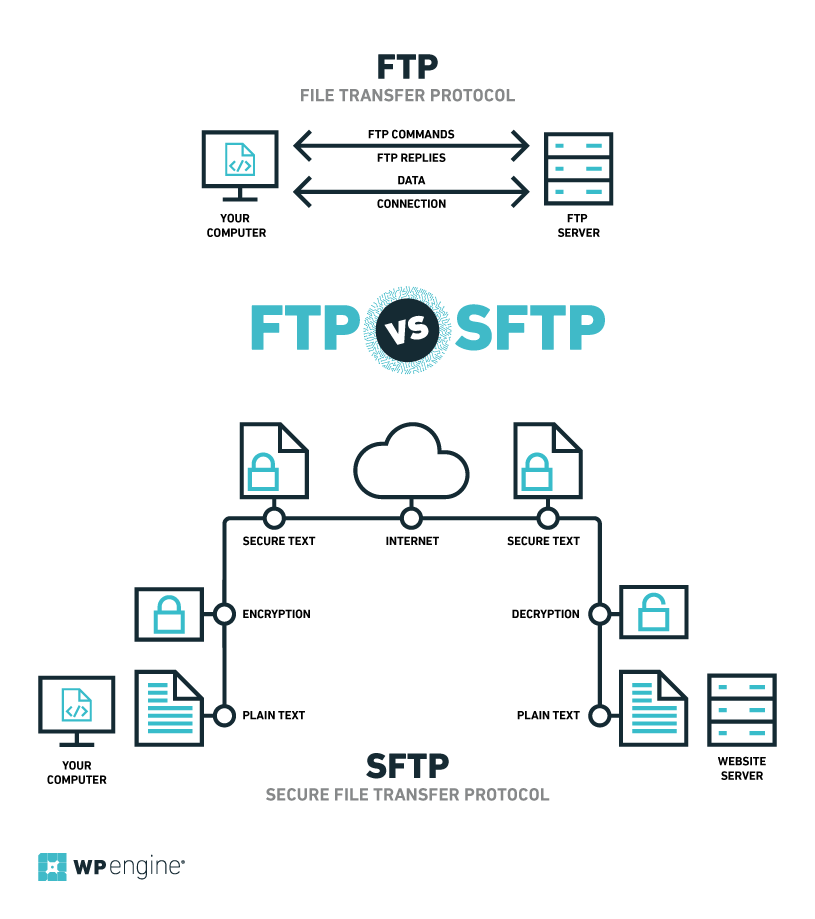 FTP
FILE TRANSFER PROTOCOL
FTP COMMANDS
FTP REPLIES
DATA
CONNECTION
YOUR
COMPUTER
FTP
SERVER
FTP VS SFTP
SECURE TEXT
INTERNET
SECURE TEXT
ENCRYPTION
DECRYPTION
PLAIN TEXT
PLAIN TEXT
YOUR
COMPUTER
WEBSITE
SERVER
SFTP
SECURE FILE TRANSFER PROTOCOL
WP engine®